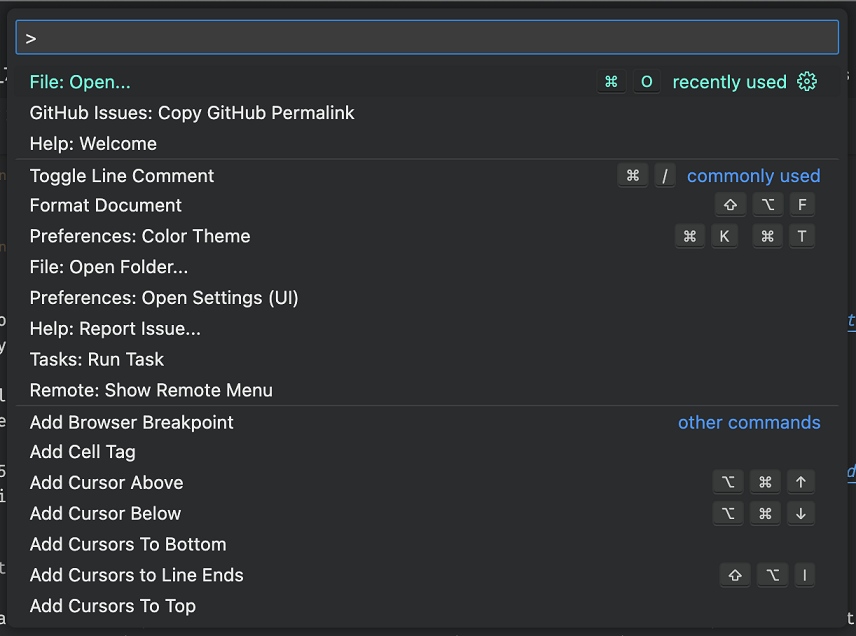 >
File: Open... ⌘ O recently used
GitHub Issues: Copy GitHub Permalink
Help: Welcome
Toggle Line Comment ⌘ / commonly used
Format Document ⇧ ⌥ F
Preferences: Color Theme ⌘ K ⌘ T
File: Open Folder...
Preferences: Open Settings (UI)
Help: Report Issue...
Tasks: Run Task
Remote: Show Remote Menu
Add Browser Breakpoint other commands
Add Cell Tag
Add Cursor Above ⌥ ⌘ ↑
Add Cursor Below ⌥ ⌘ ↓
Add Cursors To Bottom
Add Cursors to Line Ends ⇧ ⌥ I
Add Cursors To Top